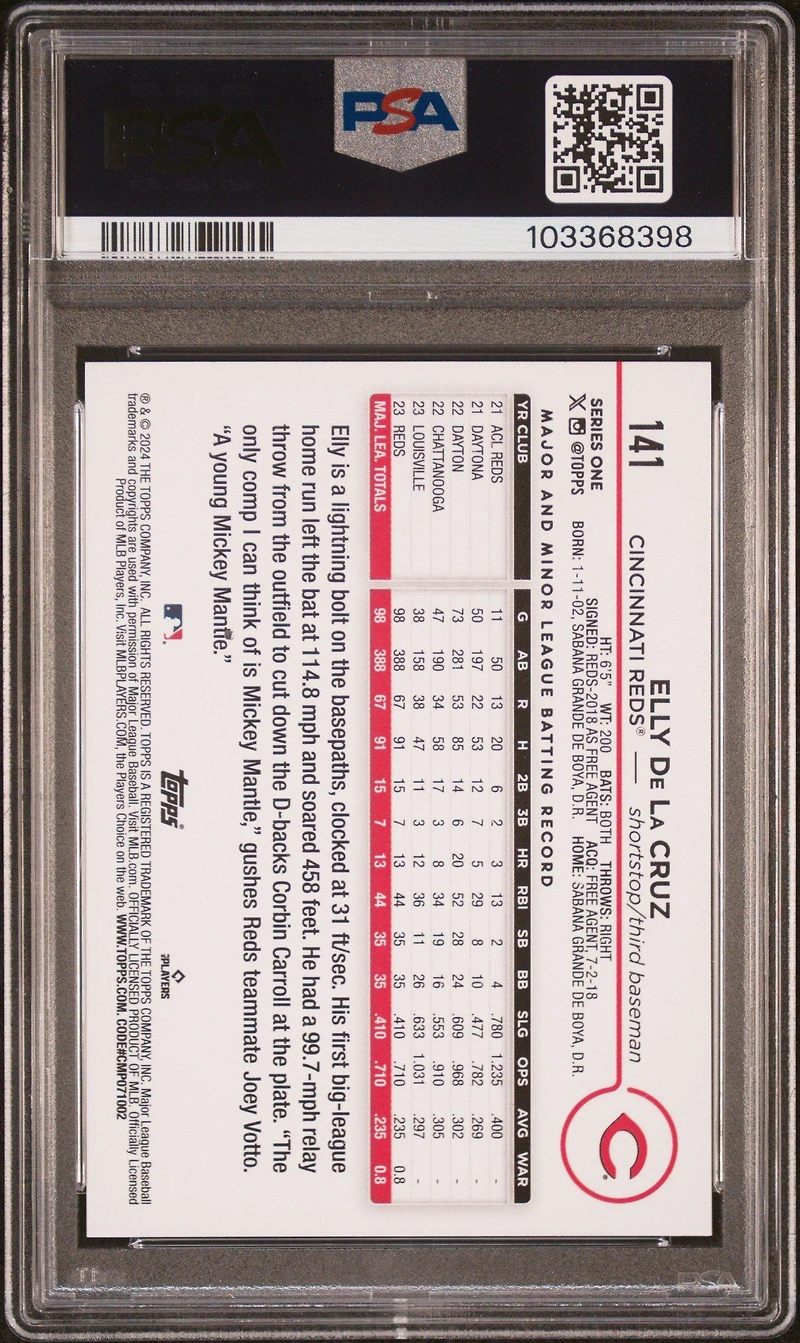 PSA
103368398
141
ELLY DE LA CRUZ
CINCINNATI REDS® — shortstop/third baseman
SERIES ONE
@TOPPS
HT: 6'5" WT: 200 BATS: BOTH THROWS: RIGHT
SIGNED: REDS-2018 AS FREE AGENT ACQ: FREE AGENT, 7-2-18
BORN: 1-11-02, SABANA GRANDE DE BOYA, D.R. HOME: SABANA GRANDE DE BOYA, D.R.
C
MAJOR AND MINOR LEAGUE BATTING RECORD
YR CLUB G AB R H 2B 3B HR RBI SB BB SLG OPS AVG WAR
21 ACL REDS 11 50 13 20 6 2 3 13 2 4 .780 1.235 .400 -
21 DAYTONA 50 197 22 53 12 7 5 29 8 10 .477 .782 .269 -
22 DAYTON 73 281 53 85 14 6 20 52 28 24 .609 .968 .302 -
22 CHATTANOOGA 47 190 34 58 17 3 8 34 19 16 .553 .910 .305 -
23 LOUISVILLE 38 158 38 47 11 3 12 36 11 26 .633 1.031 .297 -
23 REDS 98 388 67 91 15 7 13 44 35 35 .410 .710 .235 0.8
MAJ. LEA. TOTALS 98 388 67 91 15 7 13 44 35 35 .410 .710 .235 0.8
Elly is a lightning bolt on the basepaths, clocked at 31 ft/sec. His first big-league
home run left the bat at 114.8 mph and soared 458 feet. He had a 99.7-mph relay
throw from the outfield to cut down the D-backs Corbin Carroll at the plate. “The
only comp I can think of is Mickey Mantle,” gushes Reds teammate Joey Votto.
“A young Mickey Mantle.”
topps®
PLAYERS
® & © 2024 THE TOPPS COMPANY, INC. ALL RIGHTS RESERVED. TOPPS IS A REGISTERED TRADEMARK OF THE TOPPS COMPANY, INC. Major League Baseball
trademarks and copyrights are used with permission of Major League Baseball. Visit MLB.com. OFFICIALLY LICENSED PRODUCT OF MLB. Officially Licensed
Product of MLB Players, Inc. Visit MLBPLAYERS.COM, the Players Choice on the web. WWW.TOPPS.COM. CODE#CMP071002
PSA